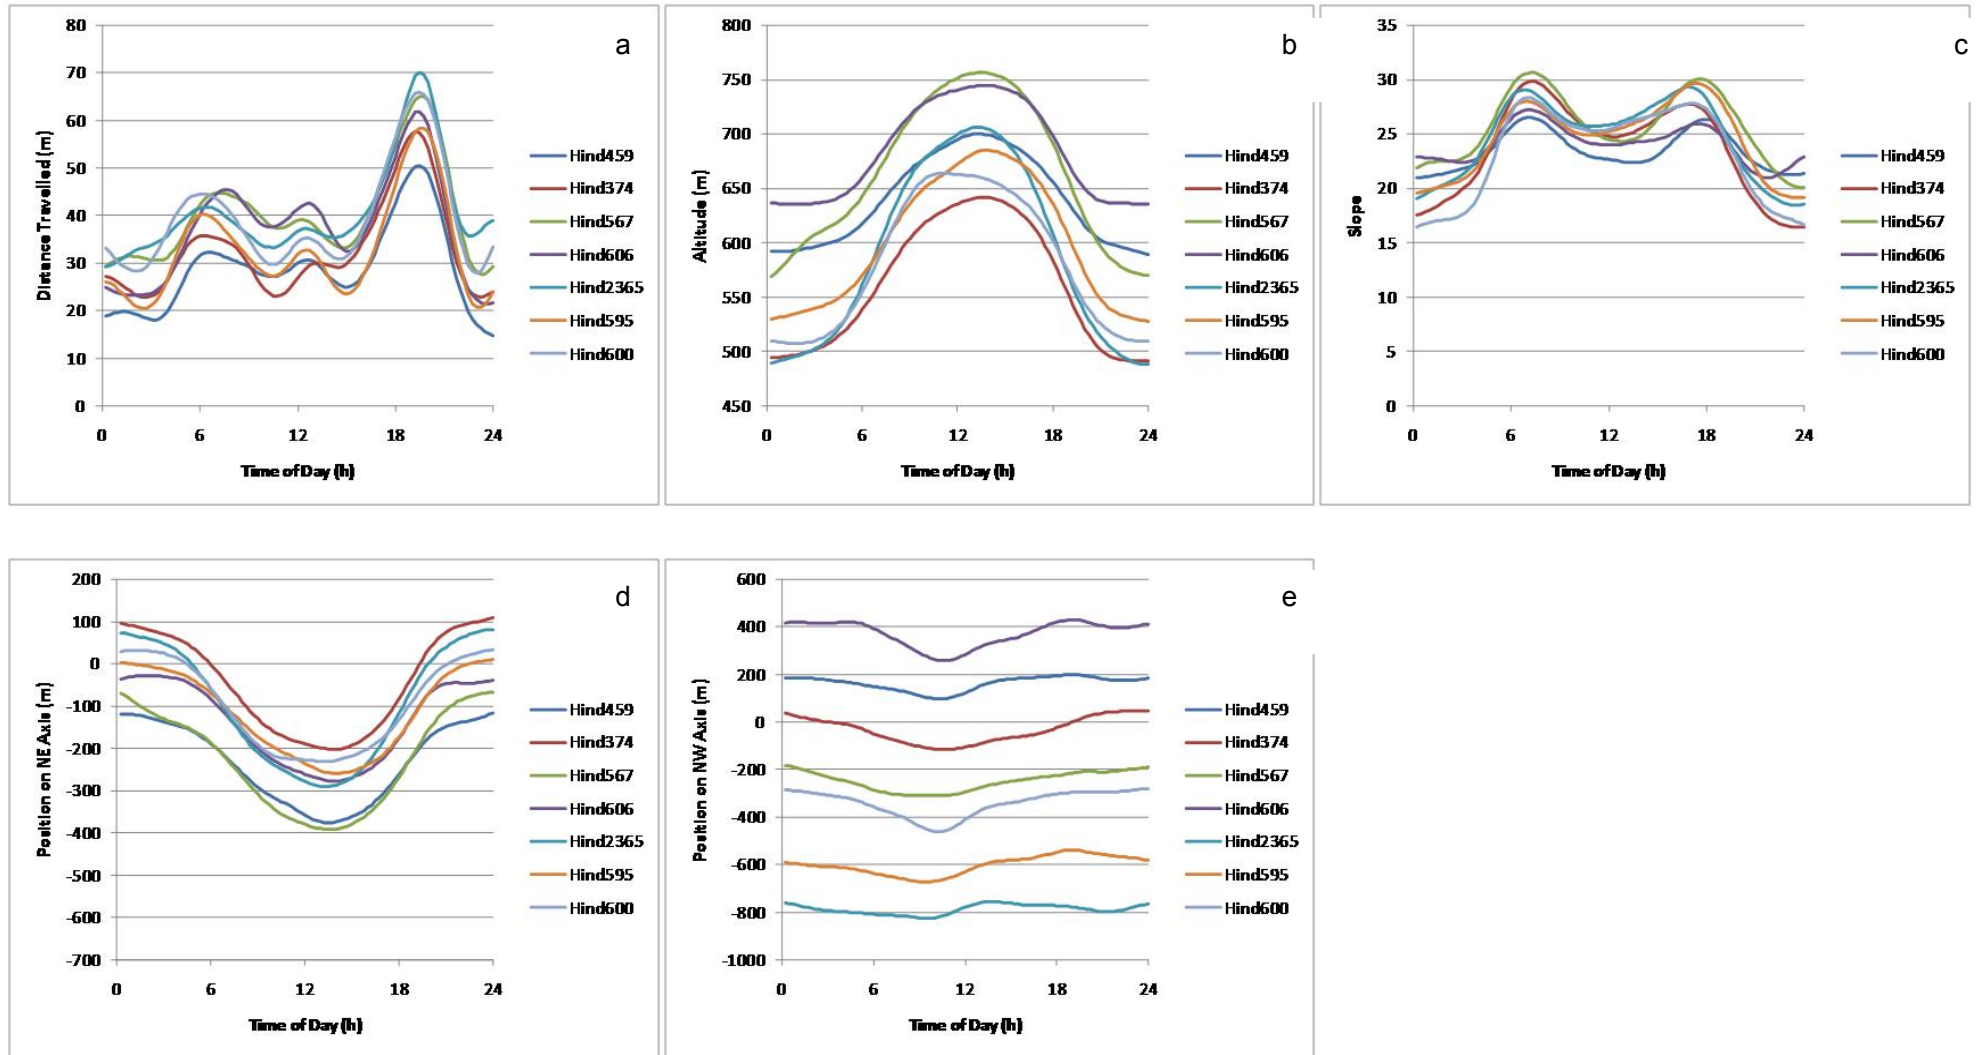 a
Distance Travelled (m)
80
70
60
50
40
30
20
10
0
0 6 12 18 24
Time of Day (h)
Hind459
Hind374
Hind567
Hind606
Hind2365
Hind595
Hind600
b
Altitude (m)
800
750
700
650
600
550
500
450
0 6 12 18 24
Time of Day (h)
Hind459
Hind374
Hind567
Hind606
Hind2365
Hind595
Hind600
c
Slope
35
30
25
20
15
10
5
0
0 6 12 18 24
Time of Day (h)
Hind459
Hind374
Hind567
Hind606
Hind2365
Hind595
Hind600
d
Position on NE Axis (m)
200
100
0
-100
-200
-300
-400
-500
-600
-700
0 6 12 18 24
Time of Day (h)
Hind459
Hind374
Hind567
Hind606
Hind2365
Hind595
Hind600
e
Position on NW Axis (m)
600
400
200
0
-200
-400
-600
-800
-1000
0 6 12 18 24
Time of Day (h)
Hind459
Hind374
Hind567
Hind606
Hind2365
Hind595
Hind600